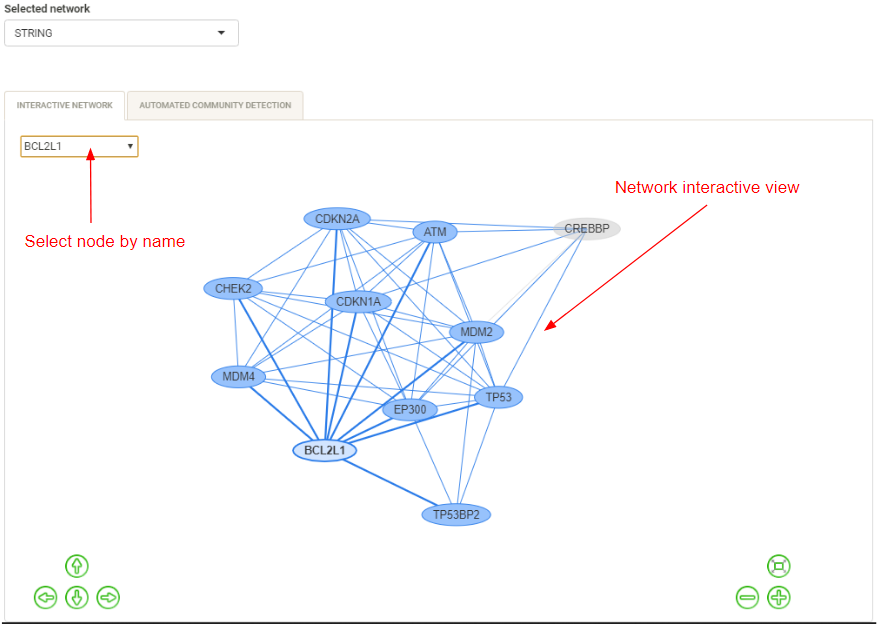 Selected network
STRING
INTERACTIVE NETWORK
AUTOMATED COMMUNITY DETECTION
BCL2L1
Network interactive view
Select node by name
CDKN2A
ATM
CREBBP
CHEK2
CDKN1A
MDM2
MDM4
TP53
EP300
BCL2L1
TP53BP2